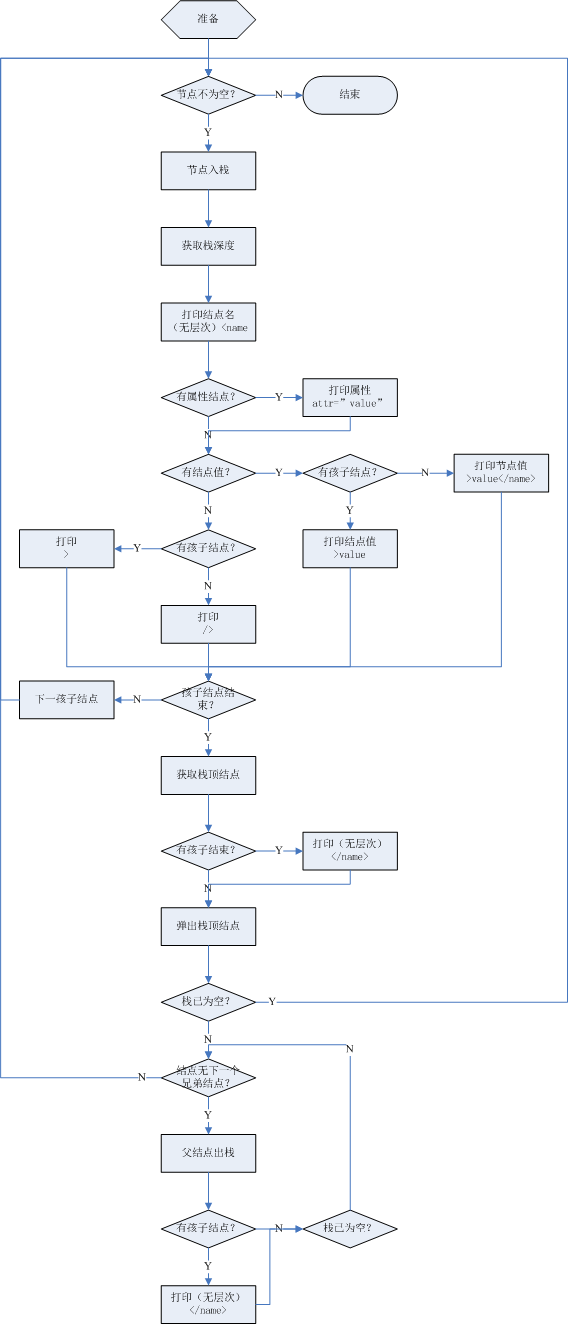 准备
节点不为空?
N
结束
Y
节点入栈
获取栈深度
打印结点名
（无层次）<name
有属性结点?
Y
打印属性
attr=”value”
N
有结点值?
Y
有孩子结点?
N
打印节点值
>value</name>
N
Y
打印
>
Y
有孩子结点?
打印结点值
>value
N
打印
/>
下一孩子结点
N
孩子结点结
束?
Y
获取栈顶结点
有孩子结束?
Y
打印（无层次）
</name>
N
弹出栈顶结点
栈已为空?
Y
N
N
N
结点无下一个
兄弟结点?
Y
父结点出栈
有孩子结点?
N
栈已为空?
Y
打印（无层次）
</name>